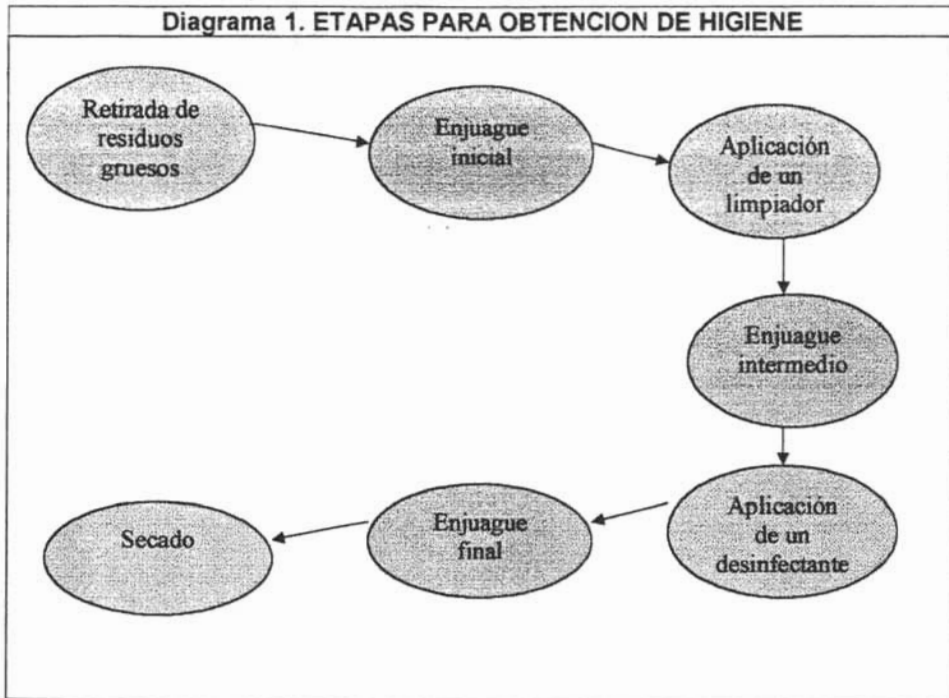 Diagrama 1. ETAPAS PARA OBTENCION DE HIGIENE
Retirada de
residuos
gruesos
Enjuague
inicial
Aplicación
de un
limpiador
Enjuague
intermedio
Aplicación
de un
desinfectante
Enjuague
final
Secado